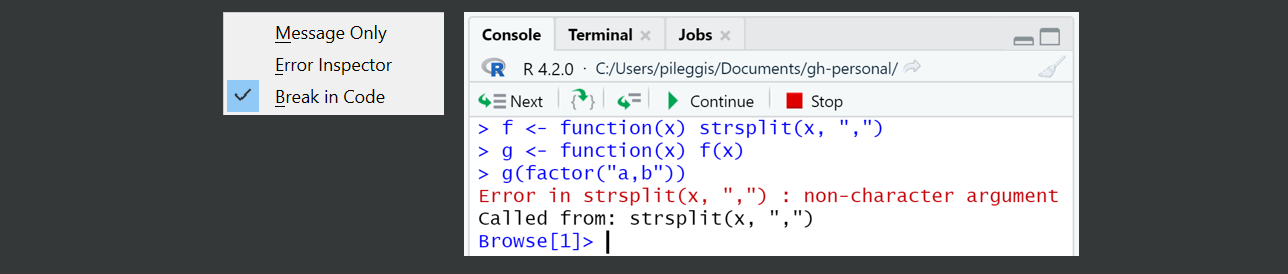 Message Only
Error Inspector
Break in Code
Console Terminal Jobs
R R 4.2.0 · C:/Users/pileggis/Documents/gh-personal/
Next Continue Stop
> f <- function(x) strsplit(x, ",")
> g <- function(x) f(x)
> g(factor("a,b"))
Error in strsplit(x, ",") : non-character argument
Called from: strsplit(x, ",")
Browse[1]>